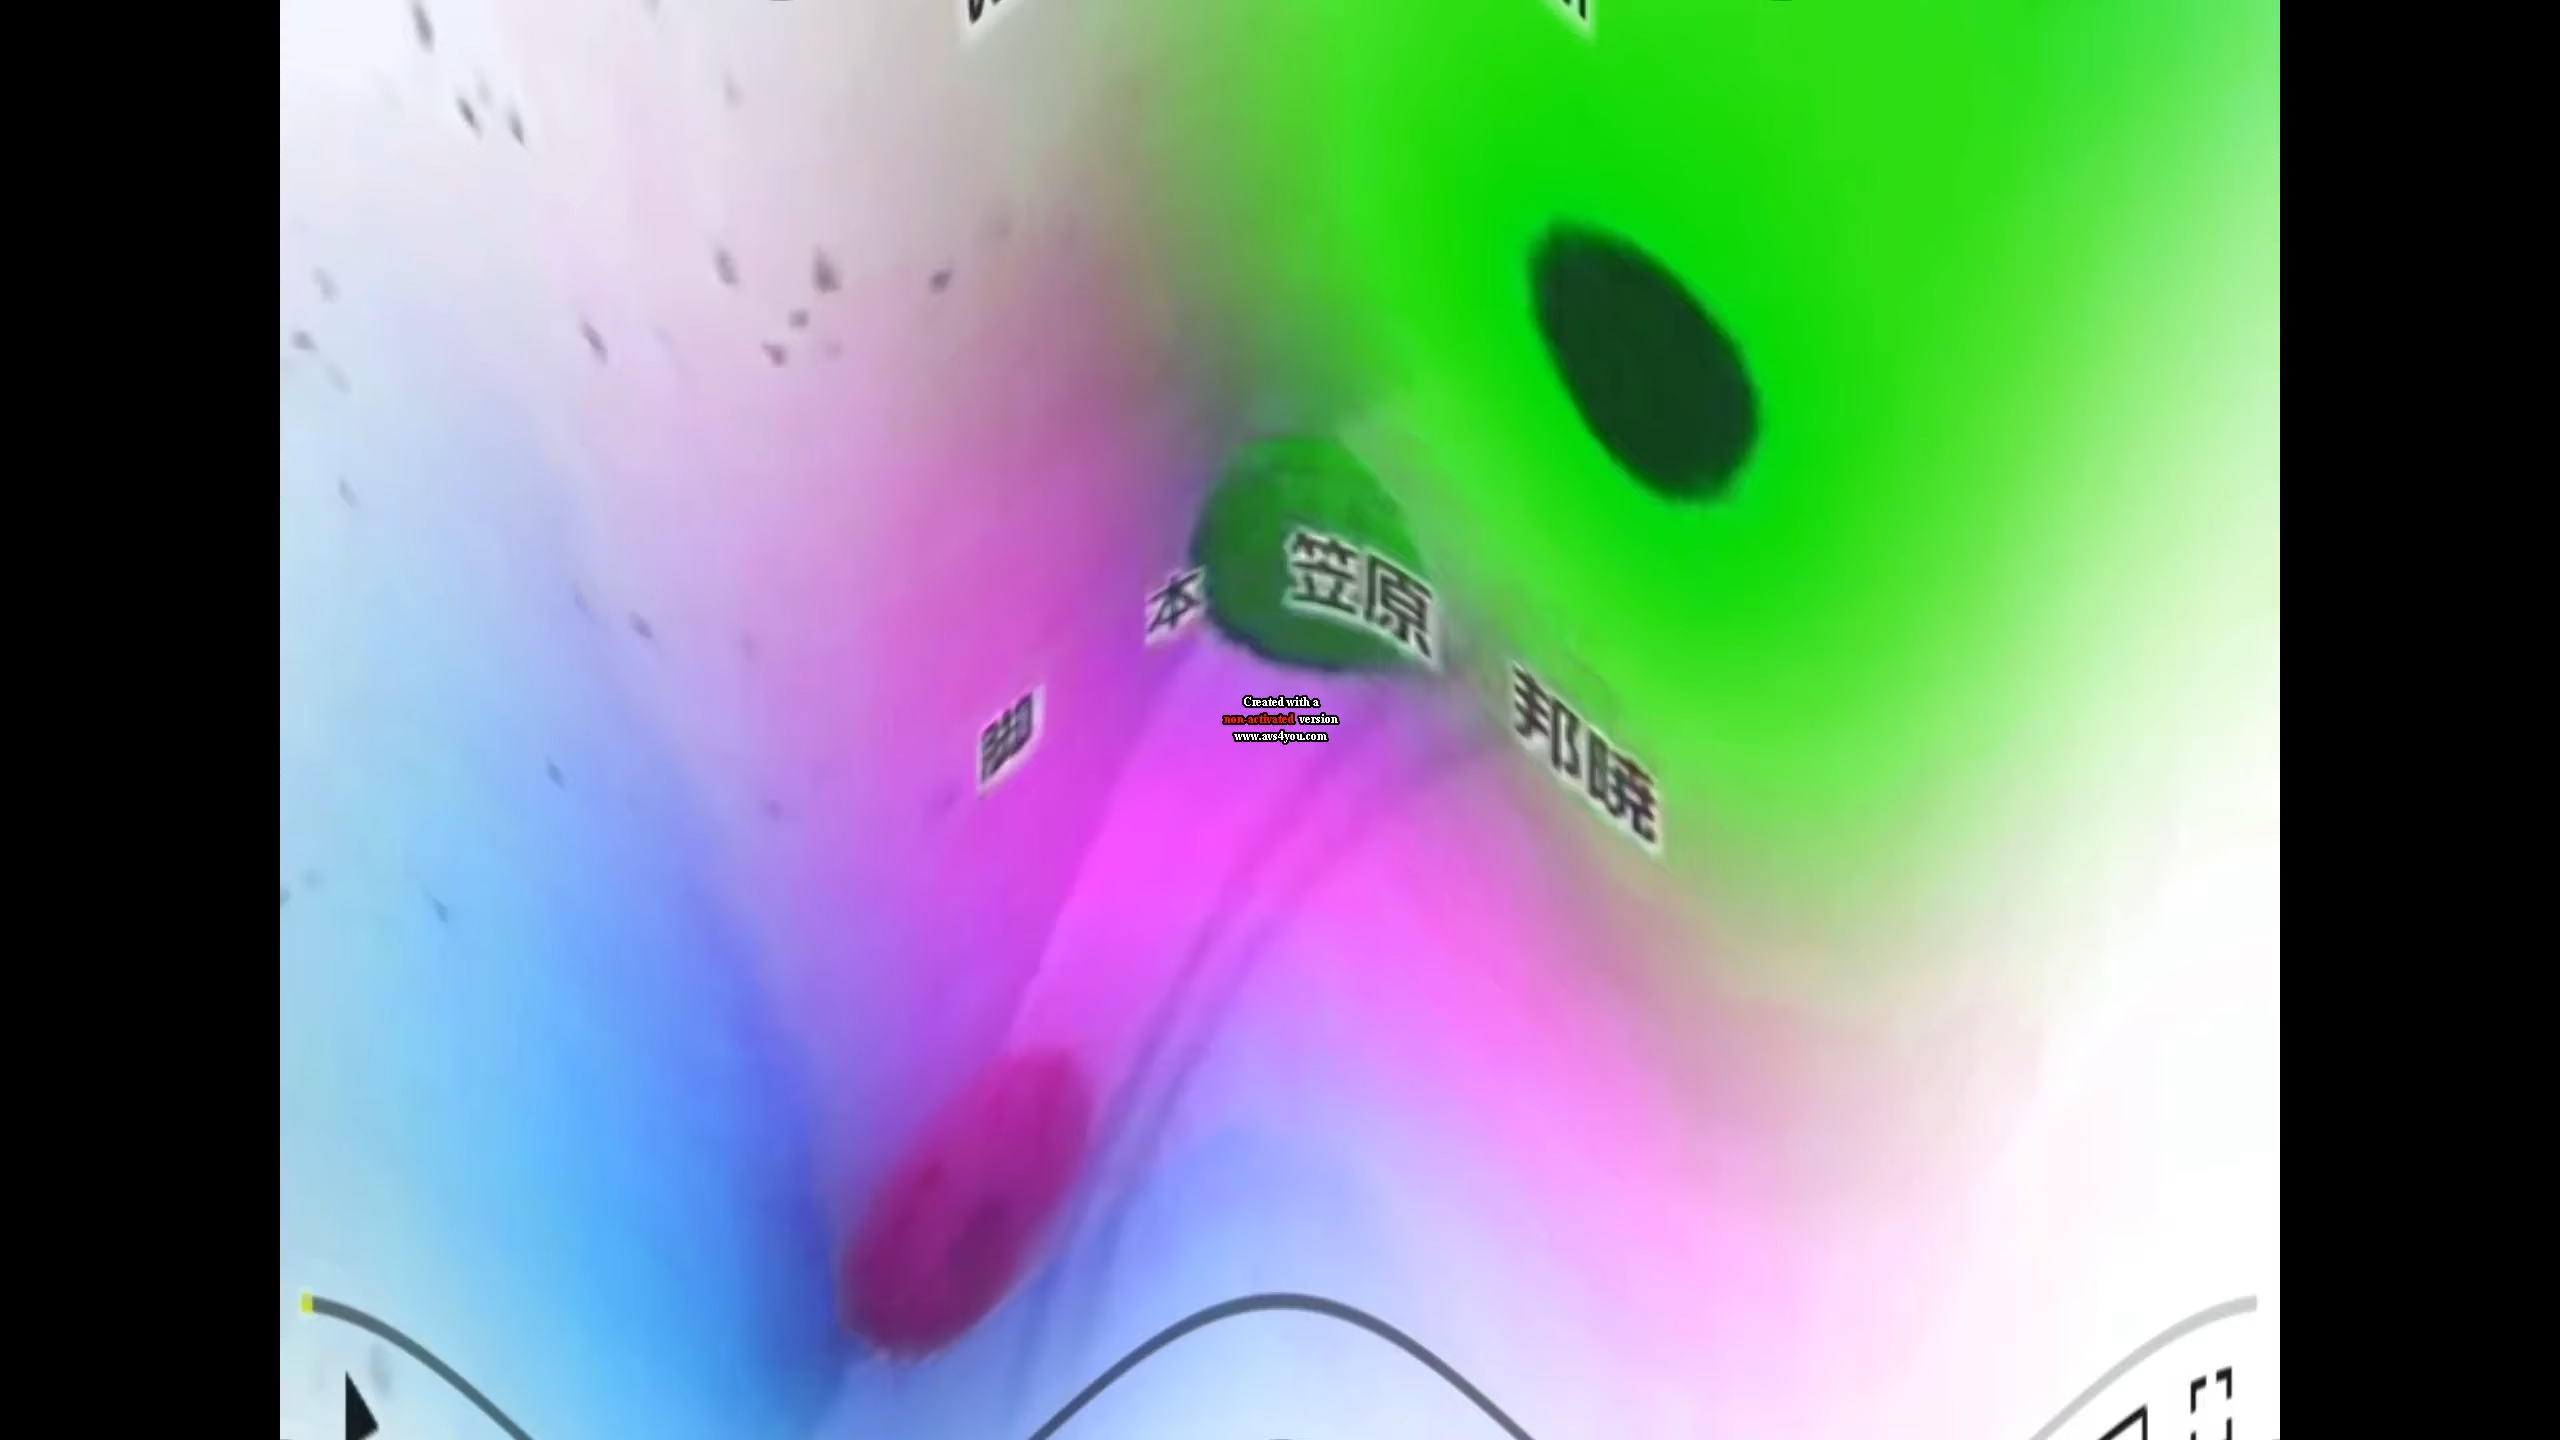 脚本 笠原邦暁
Created with a
non-activated version
www.avs4you.com